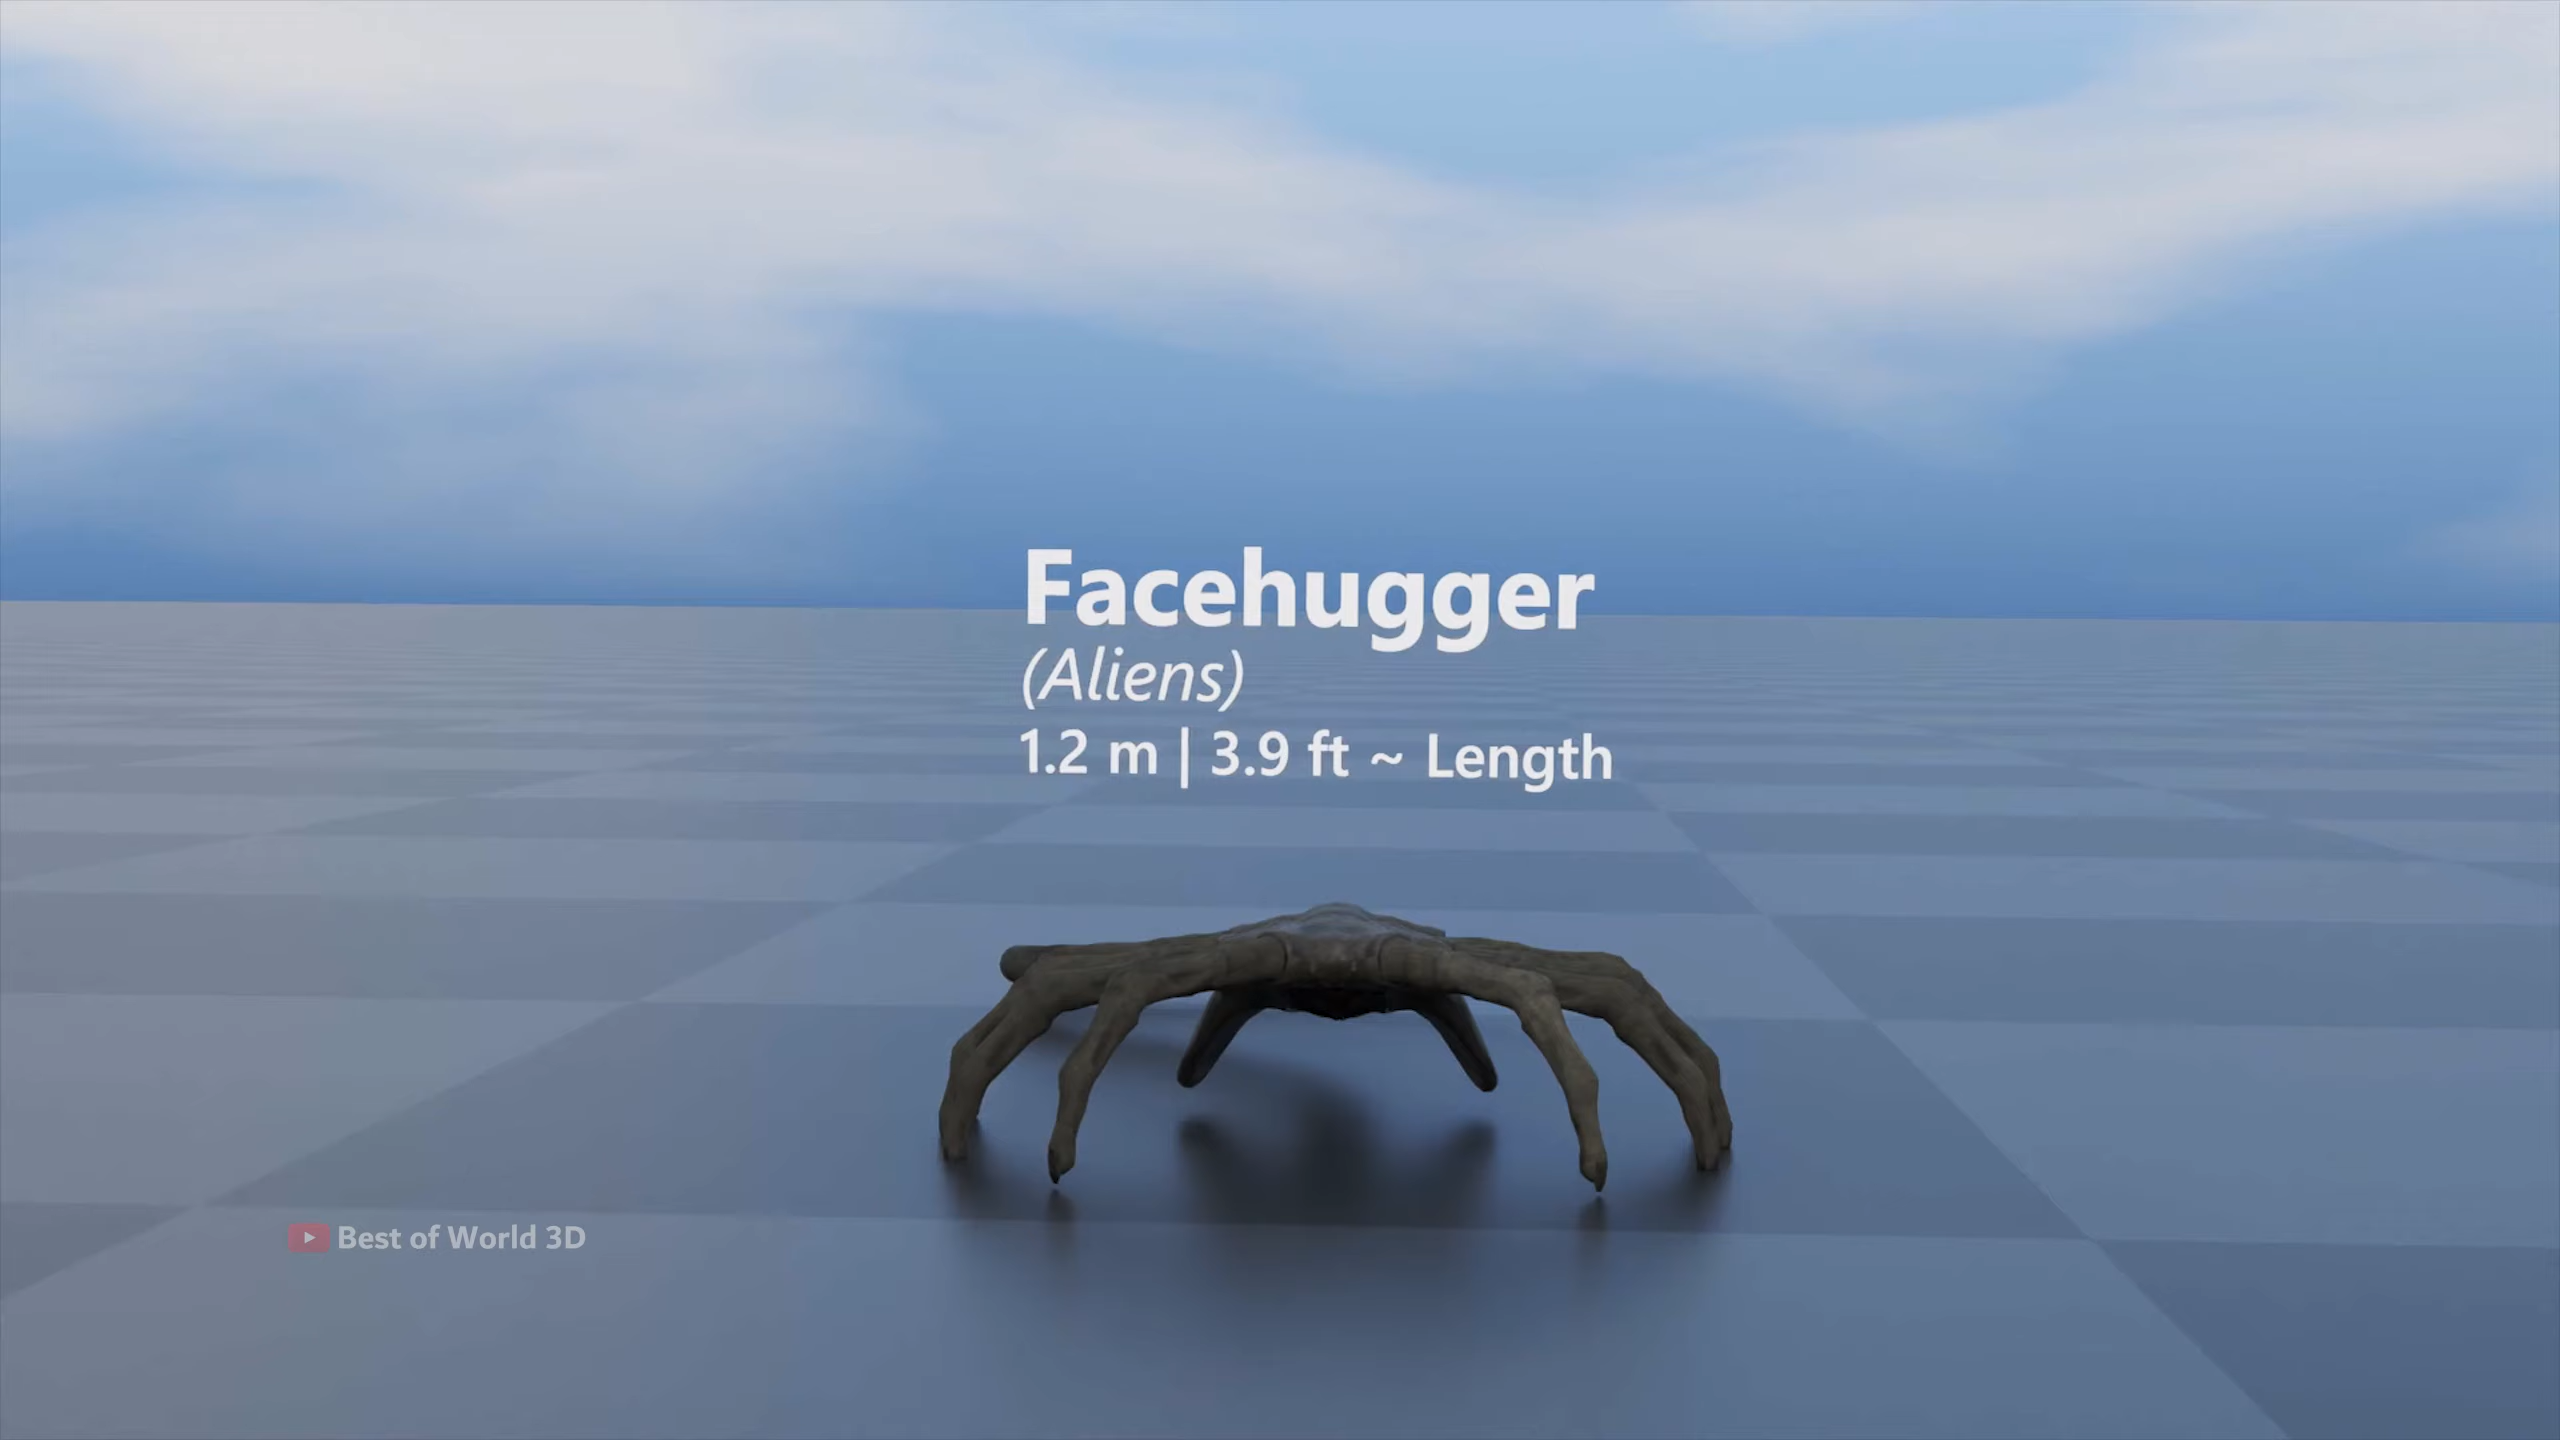 Facehugger
(Aliens)
1.2 m | 3.9 ft ~ Length
Best of World 3D